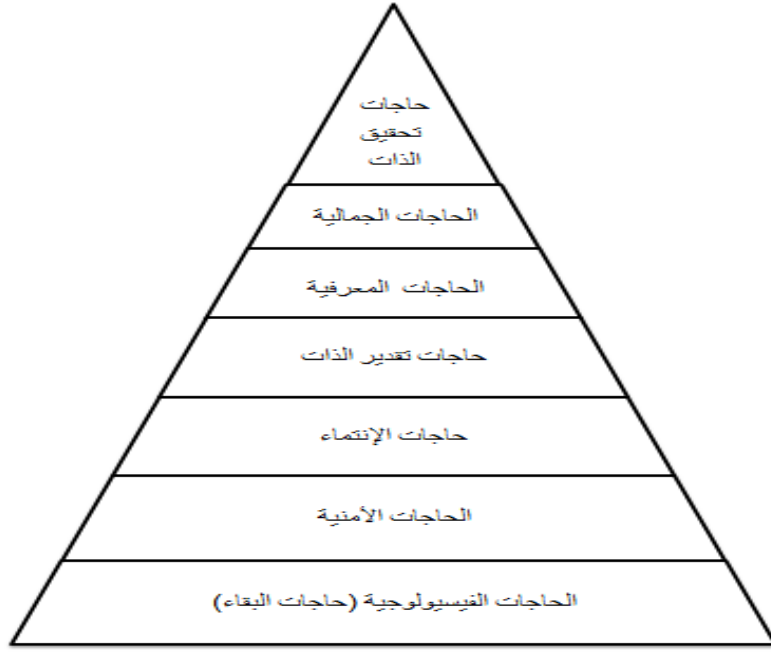 حاجات
تحقيق
الذات
الحاجات الجمالية
الحاجات المعرفية
حاجات تقدير الذات
حاجات الإنتماء
الحاجات الأمنية
الحاجات الفيسيولوجية (حاجات البقاء)